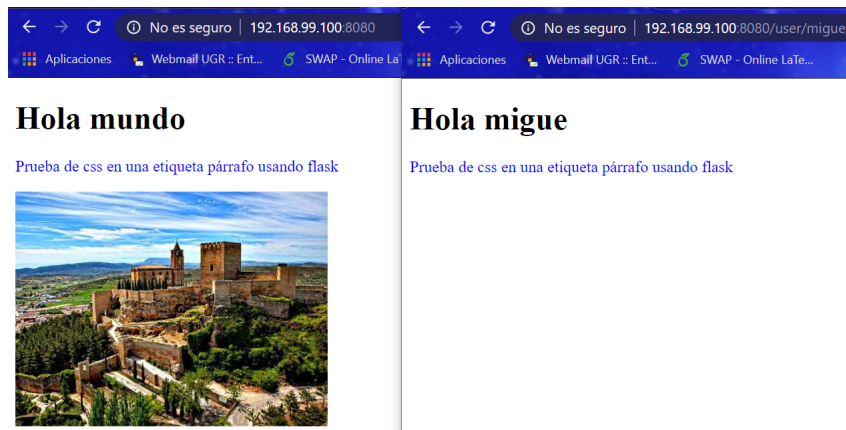 No es seguro | 192.168.99.100:8080
Aplicaciones Webmail UGR :: Ent... SWAP - Online LaT
Hola mundo
Prueba de css en una etiqueta párrafo usando flask
No es seguro | 192.168.99.100:8080/user/migue
Aplicaciones Webmail UGR :: Ent... SWAP - Online LaTe...
Hola migue
Prueba de css en una etiqueta párrafo usando flask